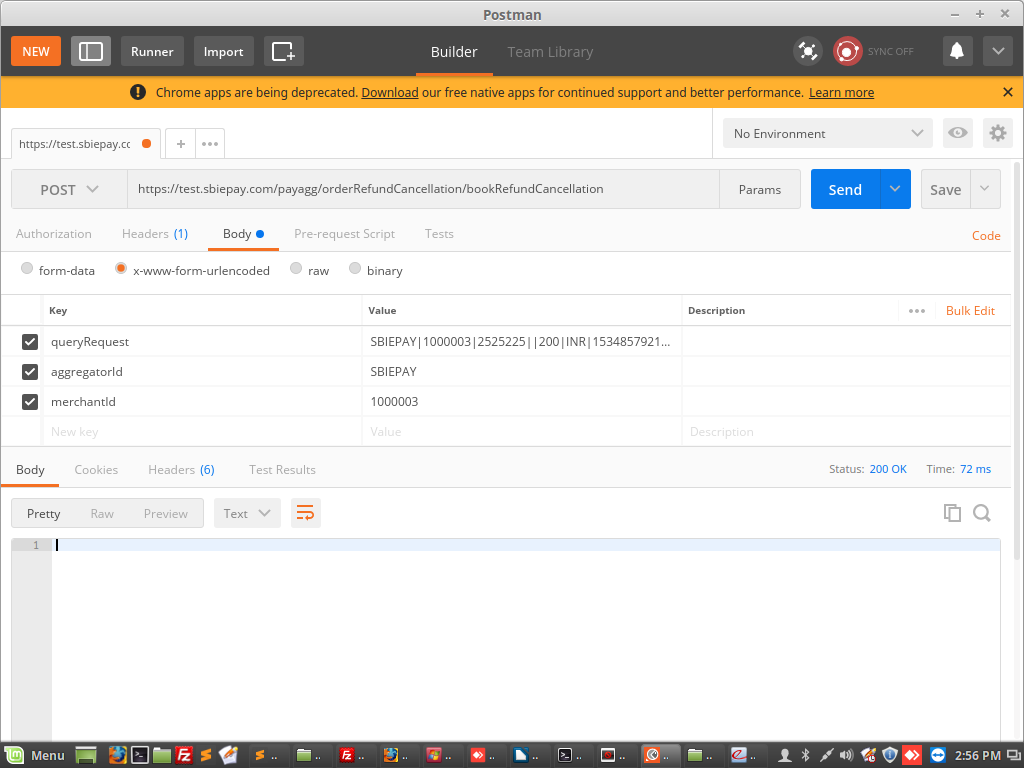 Postman
NEW Runner Import Builder Team Library SYNC OFF
Chrome apps are being deprecated. Download our free native apps for continued support and better performance. Learn more
https://test.sbiepay.cc
No Environment
POST https://test.sbiepay.com/payagg/orderRefundCancellation/bookRefundCancellation Params Send Save
Authorization Headers (1) Body Pre-request Script Tests Code
form-data x-www-form-urlencoded raw binary
Key Value Description ••• Bulk Edit
queryRequest SBIEPAY|1000003|2525225||200|INR|1534857921...
aggregatorId SBIEPAY
merchantId 1000003
New key Value Description
Body Cookies Headers (6) Test Results Status: 200 OK Time: 72 ms
Pretty Raw Preview Text
1
Menu 2:56 PM